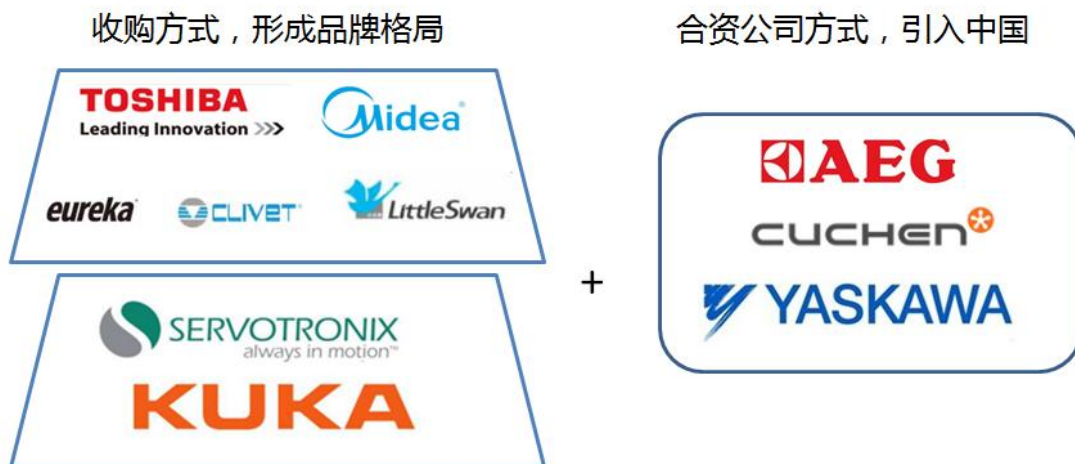 收购方式，形成品牌格局
合资公司方式，引入中国
TOSHIBA
Leading Innovation >>>
Midea®
eureka
CLIVET®
LittleSwan
SERVOTRONIX
always in motion™
KUKA
+
AEG
CUCHEN
YASKAWA